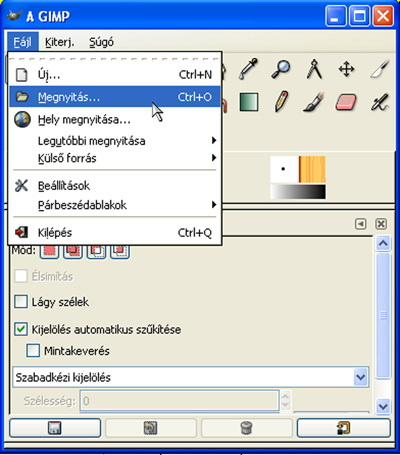 A GIMP
Fájl Kiterj. Súgó
Új... Ctrl+N
Megnyitás... Ctrl+O
Hely megnyitása...
Legutóbbi megnyitása
Külső forrás
Beállítások
Párbeszédablakok
Kilépés Ctrl+Q
Mód:
Élsimítás
Lágy szélek
Kijelölés automatikus szűkítése
Mintakeverés
Szabadkézi kijelölés
Szélesség: 0